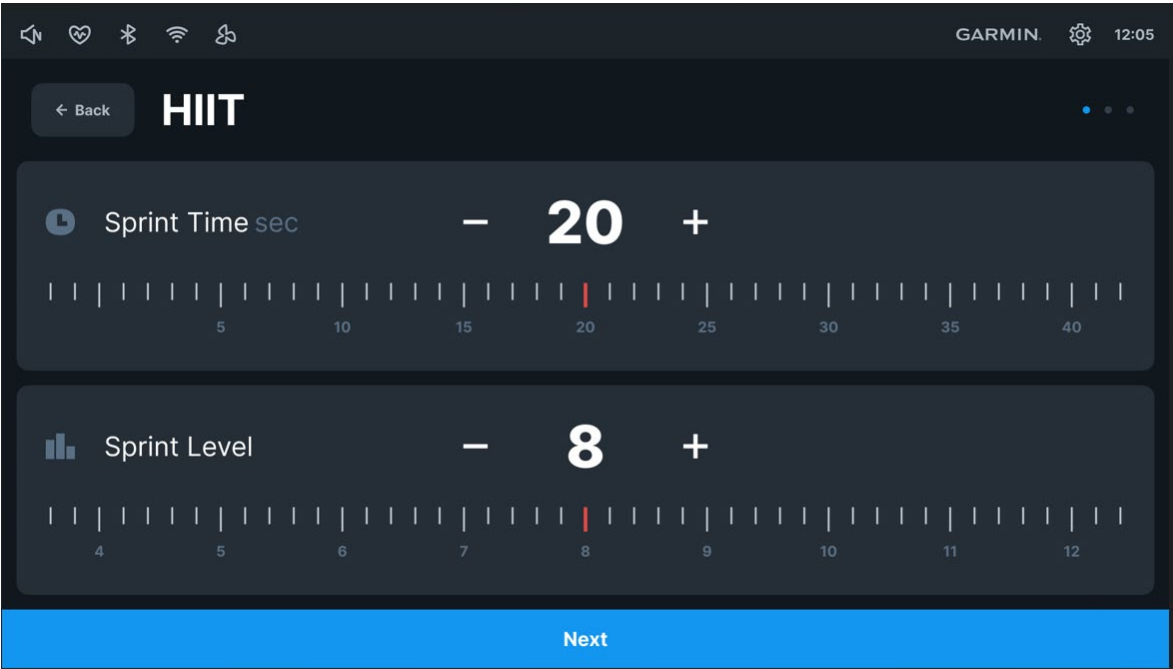 GARMIN. 12:05
← Back HIIT
Sprint Time sec − 20 +
5 10 15 20 25 30 35 40
Sprint Level − 8 +
4 5 6 7 8 9 10 11 12
Next